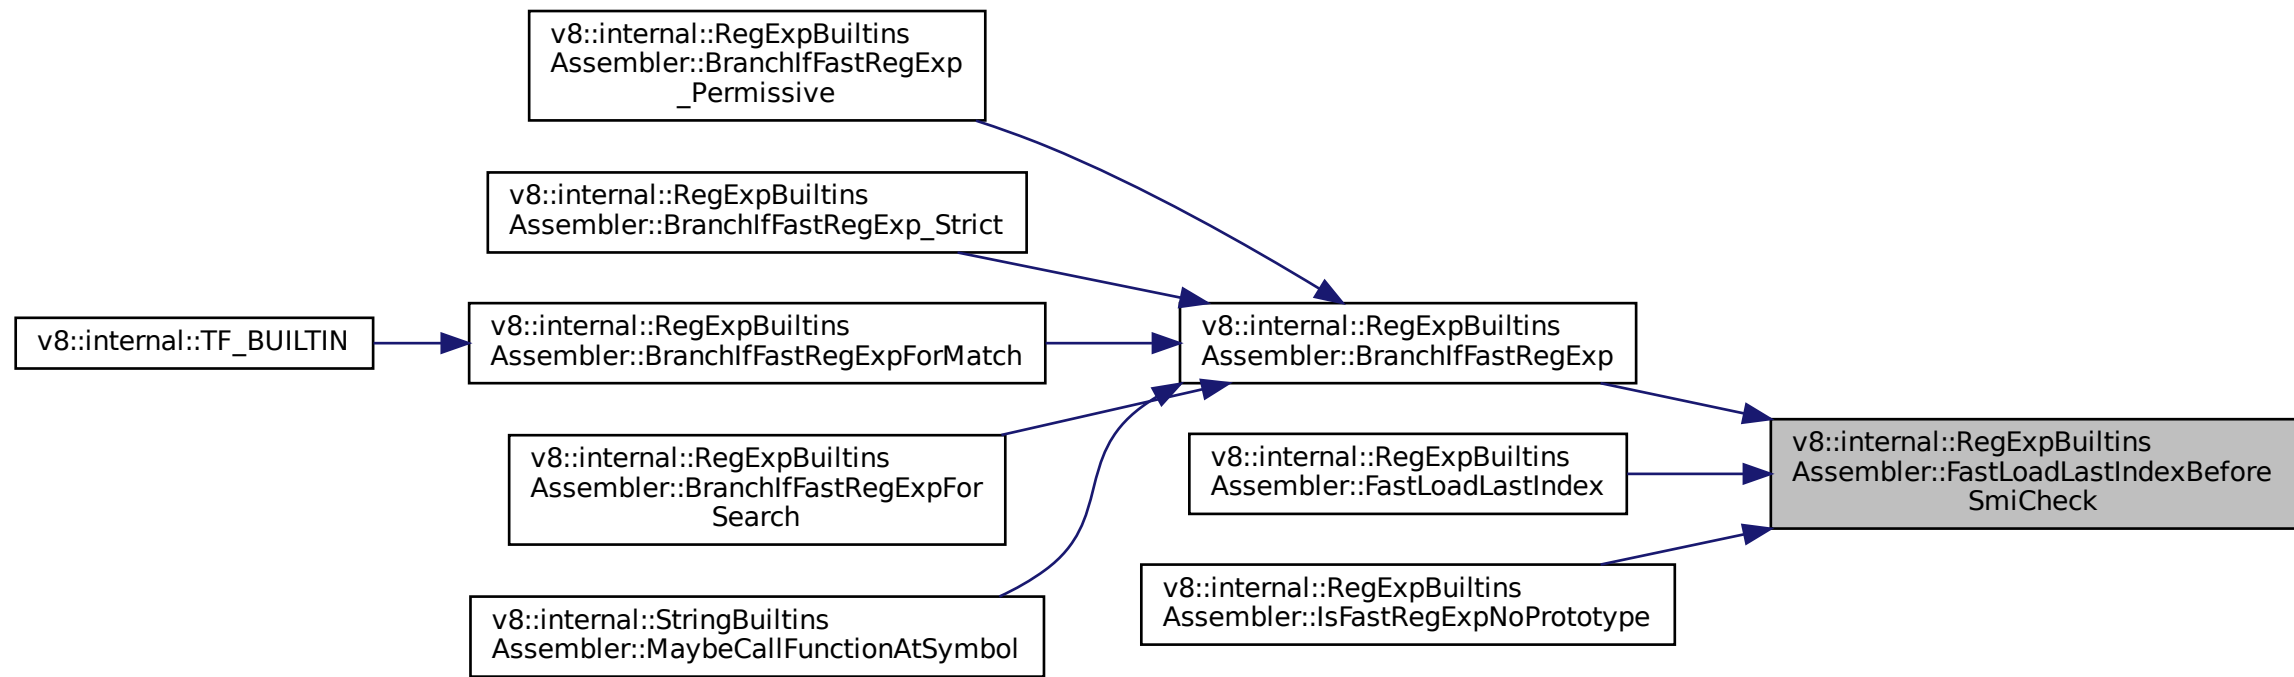 v8::internal::RegExpBuiltins
Assembler::BranchIfFastRegExp
_Permissive
v8::internal::RegExpBuiltins
Assembler::BranchIfFastRegExp_Strict
v8::internal::TF_BUILTIN
v8::internal::RegExpBuiltins
Assembler::BranchIfFastRegExpForMatch
v8::internal::RegExpBuiltins
Assembler::BranchIfFastRegExp
v8::internal::RegExpBuiltins
Assembler::BranchIfFastRegExpFor
Search
v8::internal::RegExpBuiltins
Assembler::FastLoadLastIndex
v8::internal::RegExpBuiltins
Assembler::FastLoadLastIndexBefore
SmiCheck
v8::internal::StringBuiltins
Assembler::MaybeCallFunctionAtSymbol
v8::internal::RegExpBuiltins
Assembler::IsFastRegExpNoPrototype